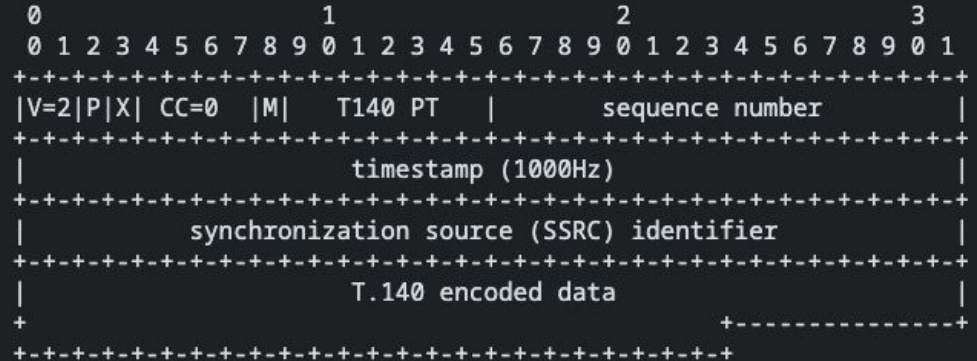 0                   1                   2                   3
 0 1 2 3 4 5 6 7 8 9 0 1 2 3 4 5 6 7 8 9 0 1 2 3 4 5 6 7 8 9 0 1
+-+-+-+-+-+-+-+-+-+-+-+-+-+-+-+-+-+-+-+-+-+-+-+-+-+-+-+-+-+-+-+-+
|V=2|P|X| CC=0  |M|   T140 PT   |       sequence number         |
+-+-+-+-+-+-+-+-+-+-+-+-+-+-+-+-+-+-+-+-+-+-+-+-+-+-+-+-+-+-+-+-+
|                      timestamp (1000Hz)                       |
+-+-+-+-+-+-+-+-+-+-+-+-+-+-+-+-+-+-+-+-+-+-+-+-+-+-+-+-+-+-+-+-+
|           synchronization source (SSRC) identifier            |
+-+-+-+-+-+-+-+-+-+-+-+-+-+-+-+-+-+-+-+-+-+-+-+-+-+-+-+-+-+-+-+-+
|                      T.140 encoded data                       |
+                                               +---------------+
+-+-+-+-+-+-+-+-+-+-+-+-+-+-+-+-+-+-+-+-+-+-+-+-+